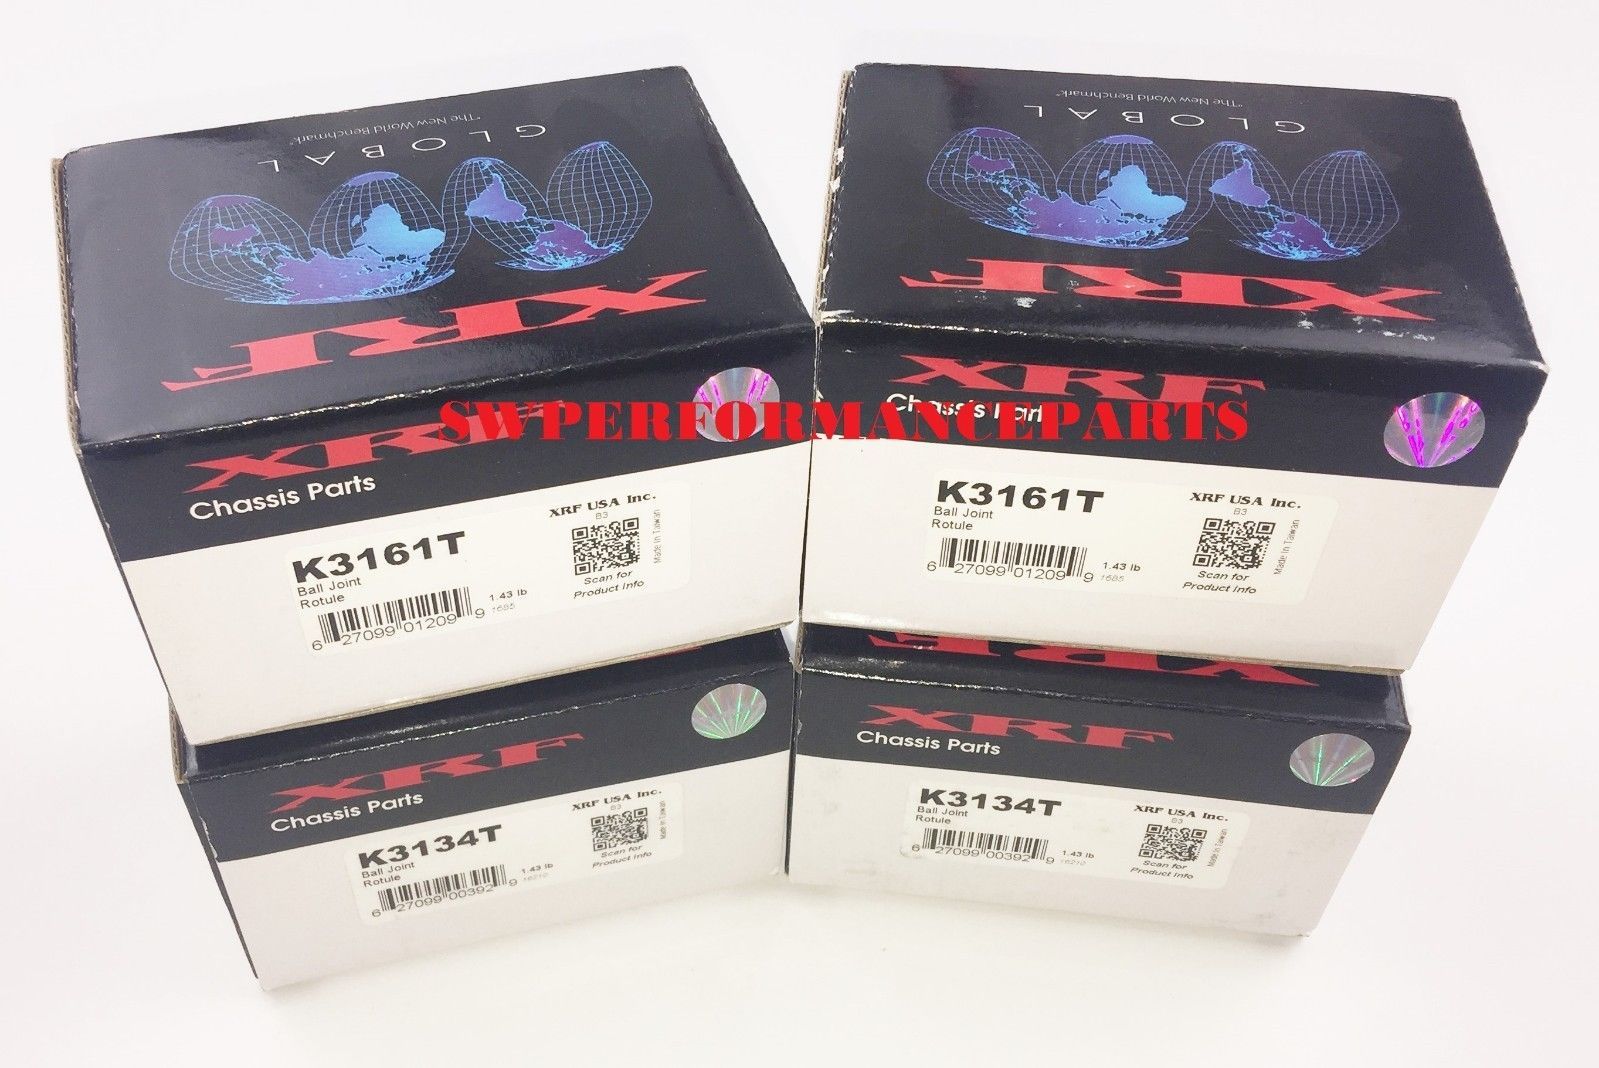 "The New World Benchmark"
GLOBAL
XRF
XRF
Chassis Parts
K3161T
Ball Joint
Rotule
6 27099 01209 9
1.43 lb
1685
XRF USA Inc.
B3
Made in Taiwan
Scan for
Product Info
"The New World Benchmark"
GLOBAL
XRF
XRF
Chassis Parts
K3161T
Ball Joint
Rotule
6 27099 01209 9
1.43 lb
1685
XRF USA Inc.
B3
Made in Taiwan
Scan for
Product Info
SWPERFORMANCEPARTS
XRF
Chassis Parts
K3134T
Ball Joint
Rotule
6 27099 00392 9
1.43 lb
16210
XRF USA Inc.
B3
Made in Taiwan
Scan for
Product Info
XRF
XRF
Chassis Parts
K3134T
Ball Joint
Rotule
6 27099 00392 9
1.43 lb
16210
XRF USA Inc.
B3
Made in Taiwan
Scan for
Product Info